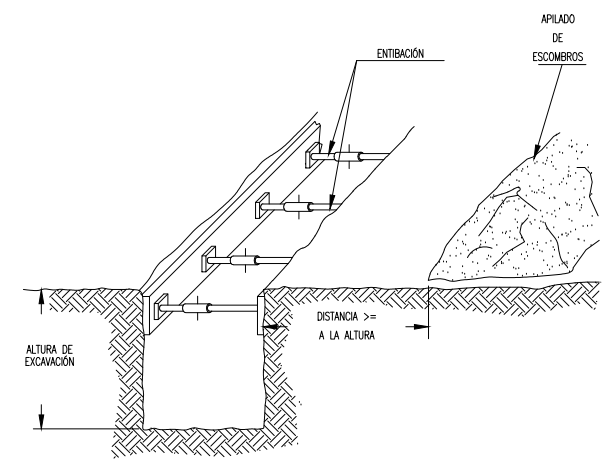 APILADO
DE
ESCOMBROS
ENTIBACIÓN
DISTANCIA >=
A LA ALTURA
ALTURA DE
EXCAVACIÓN